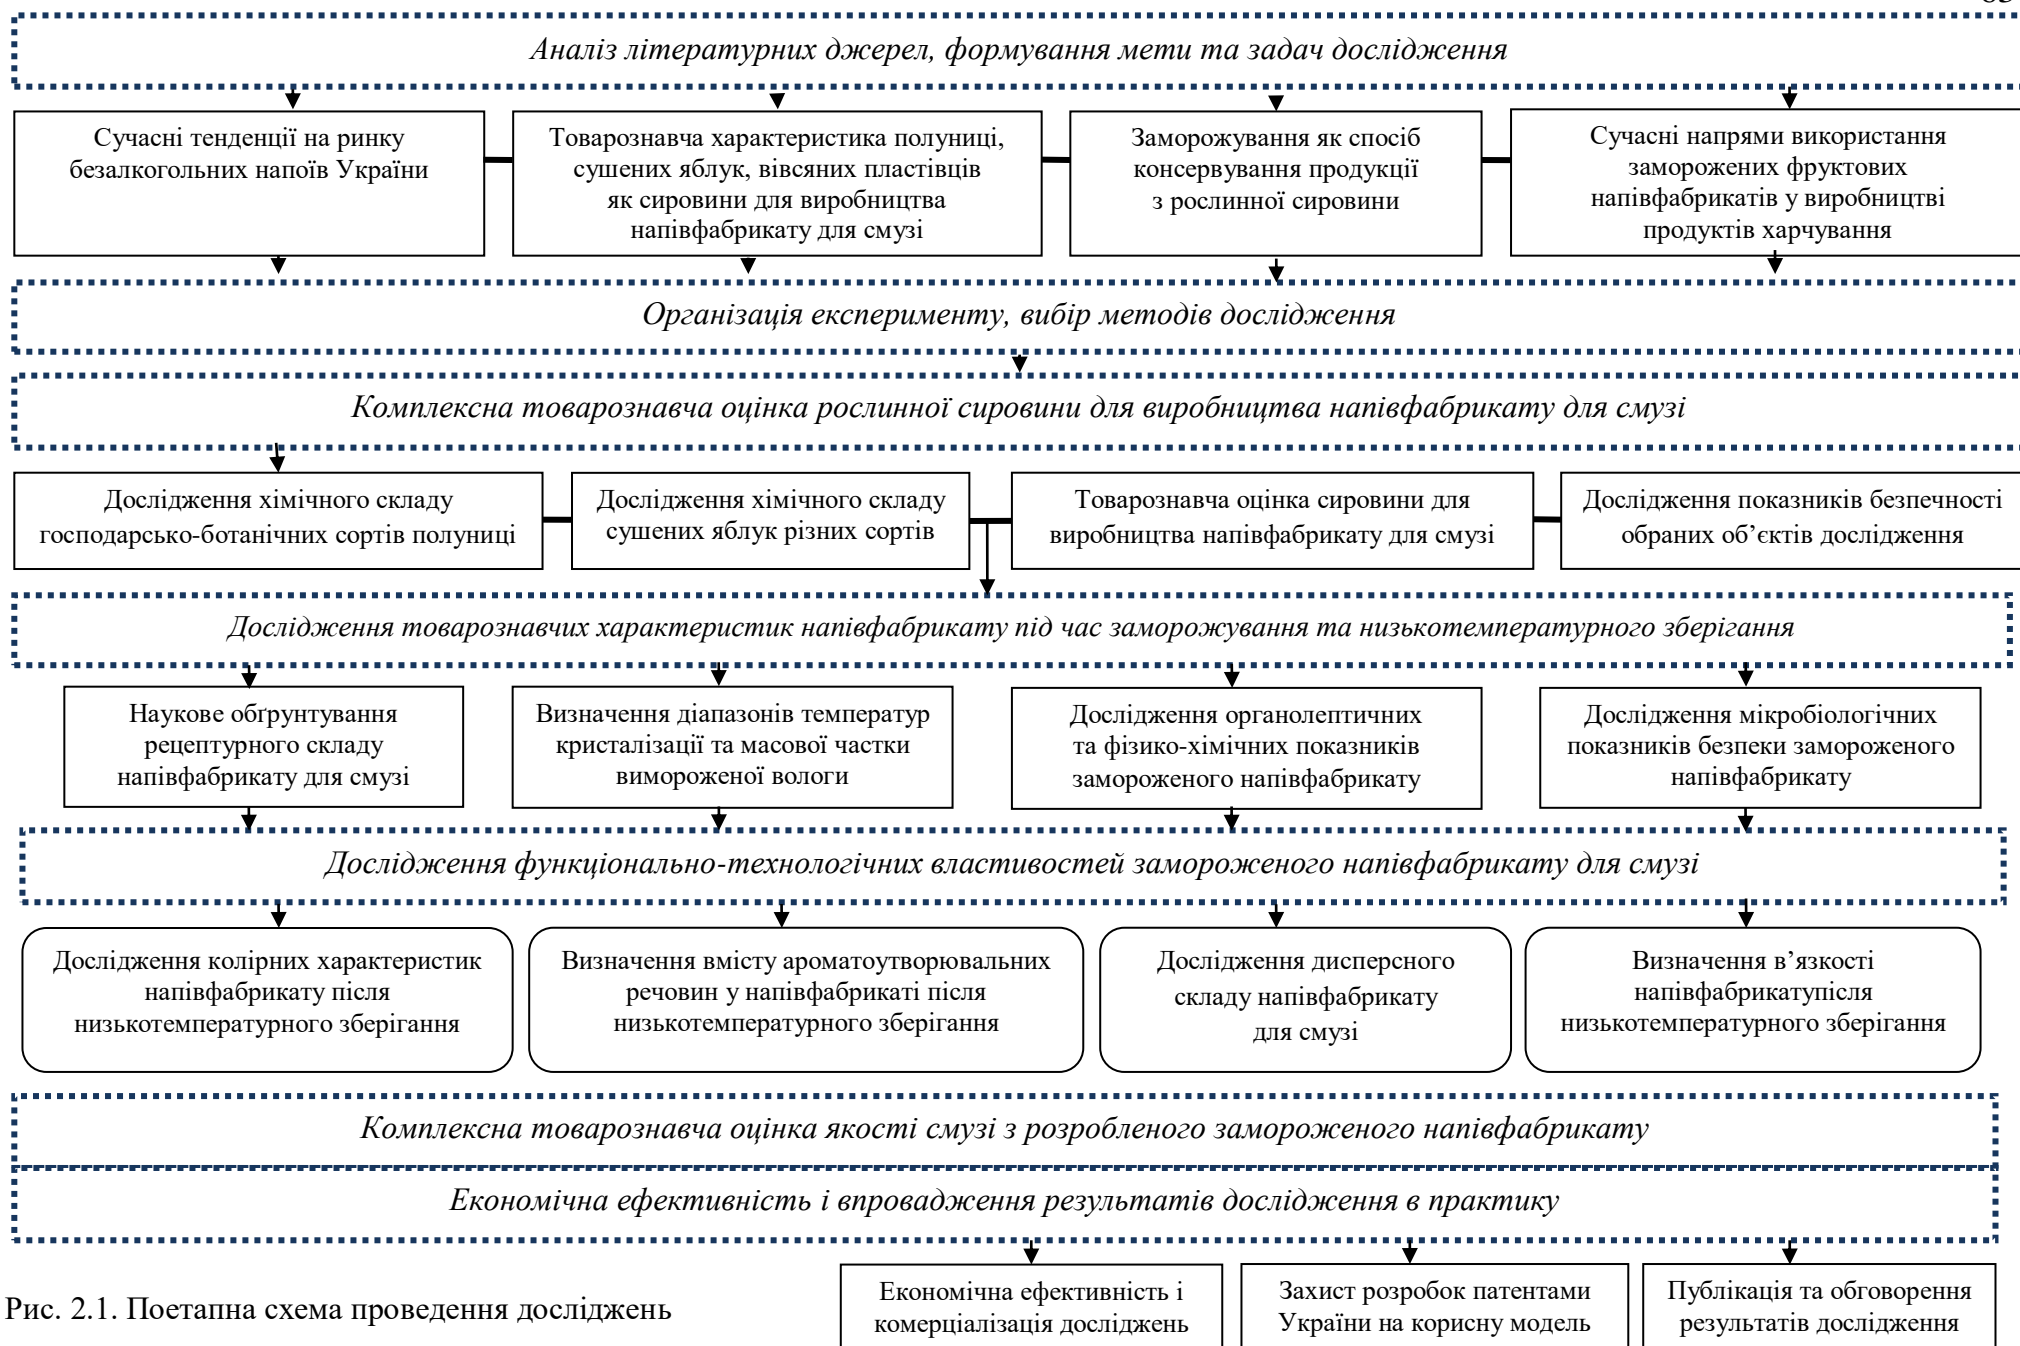 Аналіз літературних джерел, формування мети та задач дослідження
Сучасні тенденції на ринку
безалкогольних напоїв України
Товарознавча характеристика полуниці,
сушених яблук, вівсяних пластівців
як сировини для виробництва
напівфабрикату для смузі
Заморожування як спосіб
консервування продукції
з рослинної сировини
Сучасні напрями використання
заморожених фруктових
напівфабрикатів у виробництві
продуктів харчування
Організація експерименту, вибір методів дослідження
Комплексна товарознавча оцінка рослинної сировини для виробництва напівфабрикату для смузі
Дослідження хімічного складу
господарсько-ботанічних сортів полуниці
Дослідження хімічного складу
сушених яблук різних сортів
Товарознавча оцінка сировини для
виробництва напівфабрикату для смузі
Дослідження показників безпечності
обраних об’єктів дослідження
Дослідження товарознавчих характеристик напівфабрикату під час заморожування та низькотемпературного зберігання
Наукове обґрунтування
рецептурного складу
напівфабрикату для смузі
Визначення діапазонів температур
кристалізації та масової частки
вимороженої вологи
Дослідження органолептичних
та фізико-хімічних показників
замороженого напівфабрикату
Дослідження мікробіологічних
показників безпеки замороженого
напівфабрикату
Дослідження функціонально-технологічних властивостей замороженого напівфабрикату для смузі
Дослідження колірних характеристик
напівфабрикату після
низькотемпературного зберігання
Визначення вмісту ароматоутворювальних
речовин у напівфабрикаті після
низькотемпературного зберігання
Дослідження дисперсного
складу напівфабрикату
для смузі
Визначення в’язкості
напівфабрикатупісля
низькотемпературного зберігання
Комплексна товарознавча оцінка якості смузі з розробленого замороженого напівфабрикату
Економічна ефективність і впровадження результатів дослідження в практику
Економічна ефективність і
комерціалізація досліджень
Захист розробок патентами
України на корисну модель
Публікація та обговорення
результатів дослідження
Рис. 2.1. Поетапна схема проведення досліджень